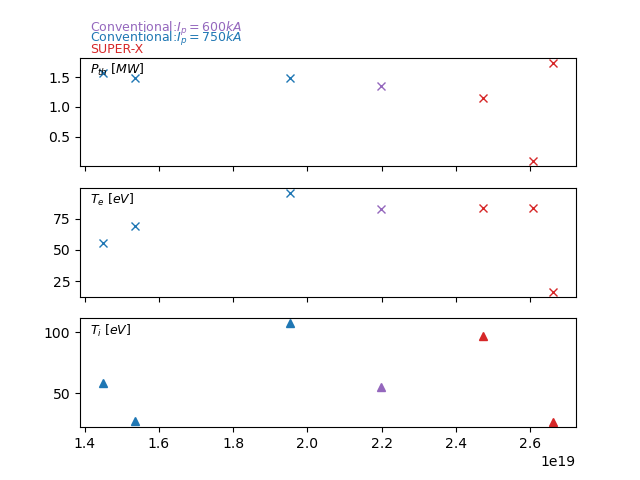 Conventional:I_p = 600kA
Conventional:I_p = 750kA
SUPER-X
P_thr [MW]
1.5
1.0
0.5
T_e [eV]
75
50
25
T_i [eV]
100
50
1.4 1.6 1.8 2.0 2.2 2.4 2.6
1e19